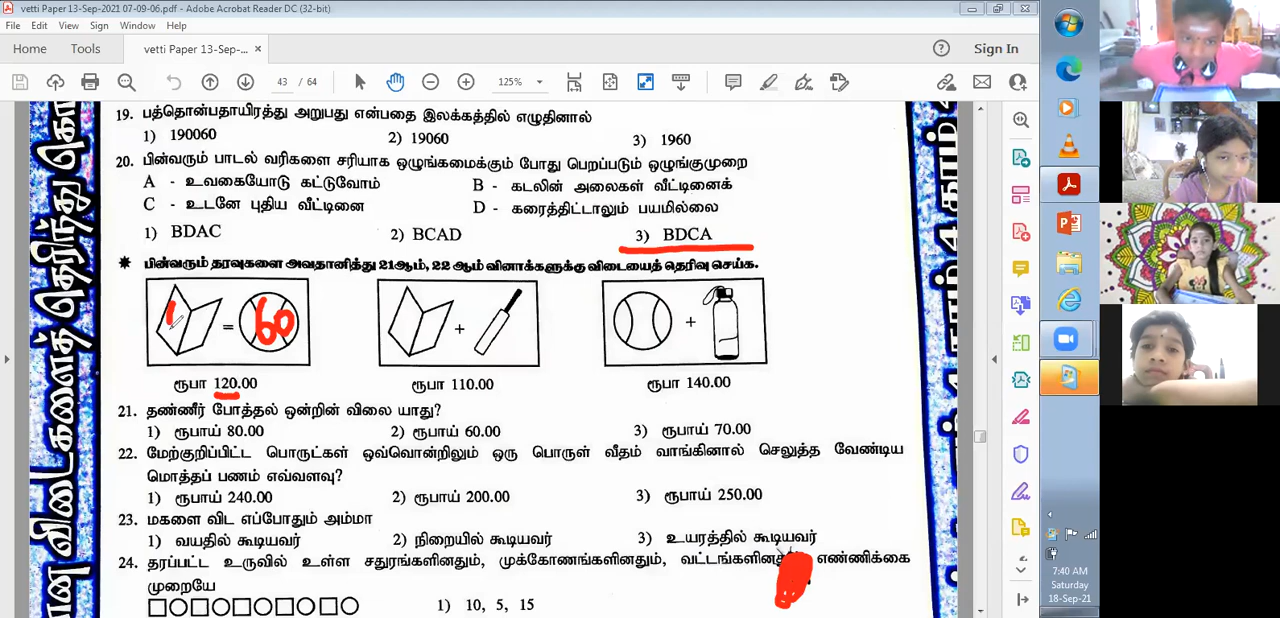 vetti Paper 13-Sep-2021 07-09-06.pdf - Adobe Acrobat Reader DC (32-bit)
File Edit View Sign Window Help
Home Tools vetti Paper 13-Sep-... × Sign In
43 / 64 125%
19. பத்தொன்பதாயிரத்து அறுபது என்பதை இலக்கத்தில் எழுதினால்
1) 190060 2) 19060 3) 1960
20. பின்வரும் பாடல் வரிகளை சரியாக ஒழுங்கமைக்கும் போது பெறப்படும் ஒழுங்குமுறை
A - உவகையோடு கட்டுவோம் B - கடலின் அலைகள் வீட்டினைக்
C - உடனே புதிய வீட்டினை D - கரைத்திட்டாலும் பயமில்லை
1) BDAC 2) BCAD 3) BDCA
* பின்வரும் தரவுகளை அவதானித்து 21ஆம், 22 ஆம் வினாக்களுக்கு விடையைத் தெரிவு செய்க.
= 60 + +
ரூபா 120.00 ரூபா 110.00 ரூபா 140.00
21. தண்ணீர் போத்தல் ஒன்றின் விலை யாது?
1) ரூபாய் 80.00 2) ரூபாய் 60.00 3) ரூபாய் 70.00
22. மேற்குறிப்பிட்ட பொருட்கள் ஒவ்வொன்றிலும் ஒரு பொருள் வீதம் வாங்கினால் செலுத்த வேண்டிய
மொத்தப் பணம் எவ்வளவு?
1) ரூபாய் 240.00 2) ரூபாய் 200.00 3) ரூபாய் 250.00
23. மகளை விட எப்போதும் அம்மா
1) வயதில் கூடியவர் 2) நிறையில் கூடியவர் 3) உயரத்தில் கூடியவர்
24. தரப்பட்ட உருவில் உள்ள சதுரங்களினதும், முக்கோணங்களினதும், எண்ணிக்கை
முறையே
1) 10, 5, 15
7:40 AM
Saturday
18-Sep-21